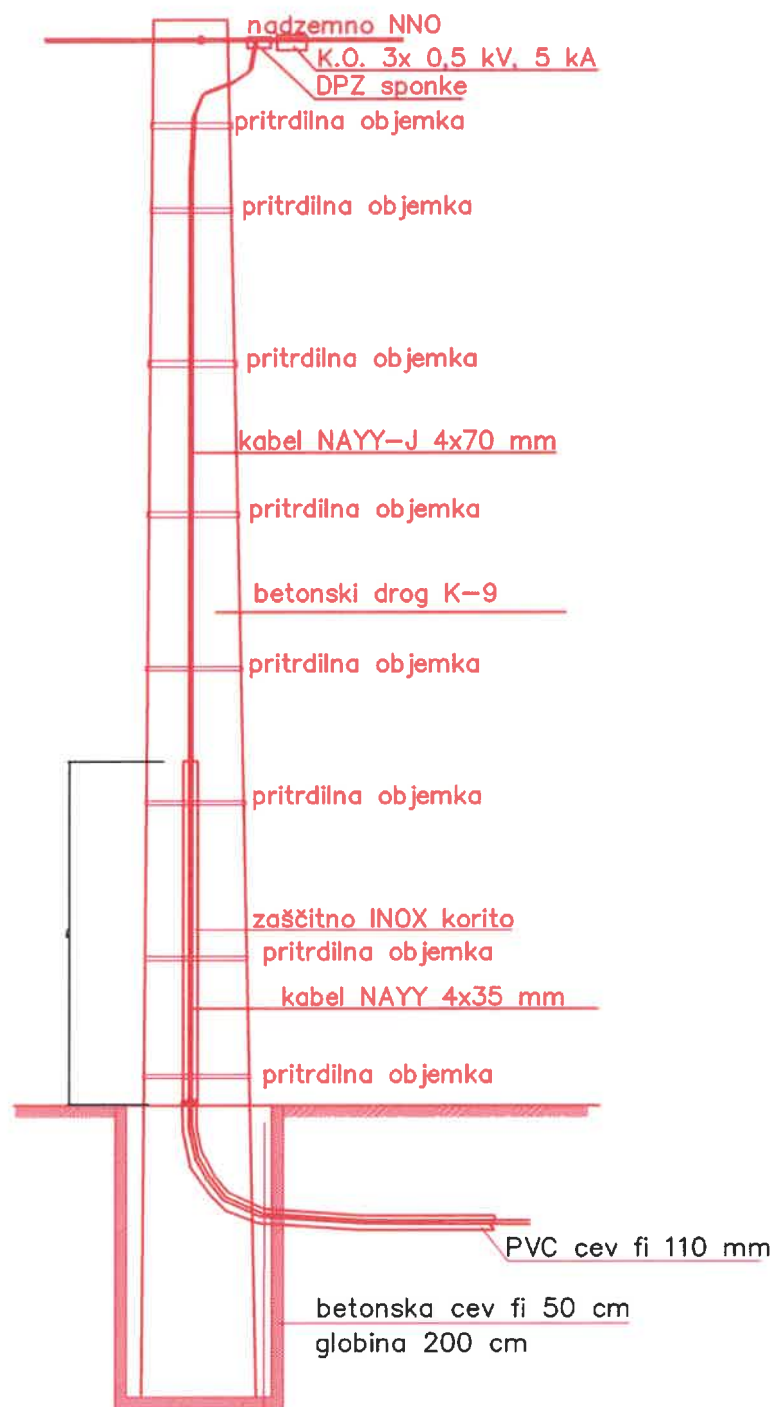 nadzemno NNO
K.O. 3x 0,5 kV, 5 kA
DPZ sponke
pritrdilna objemka
pritrdilna objemka
pritrdilna objemka
kabel NAYY-J 4x70 mm
pritrdilna objemka
betonski drog K-9
pritrdilna objemka
pritrdilna objemka
zaščitno INOX korito
pritrdilna objemka
kabel NAYY 4x35 mm
pritrdilna objemka
PVC cev fi 110 mm
betonska cev fi 50 cm
globina 200 cm